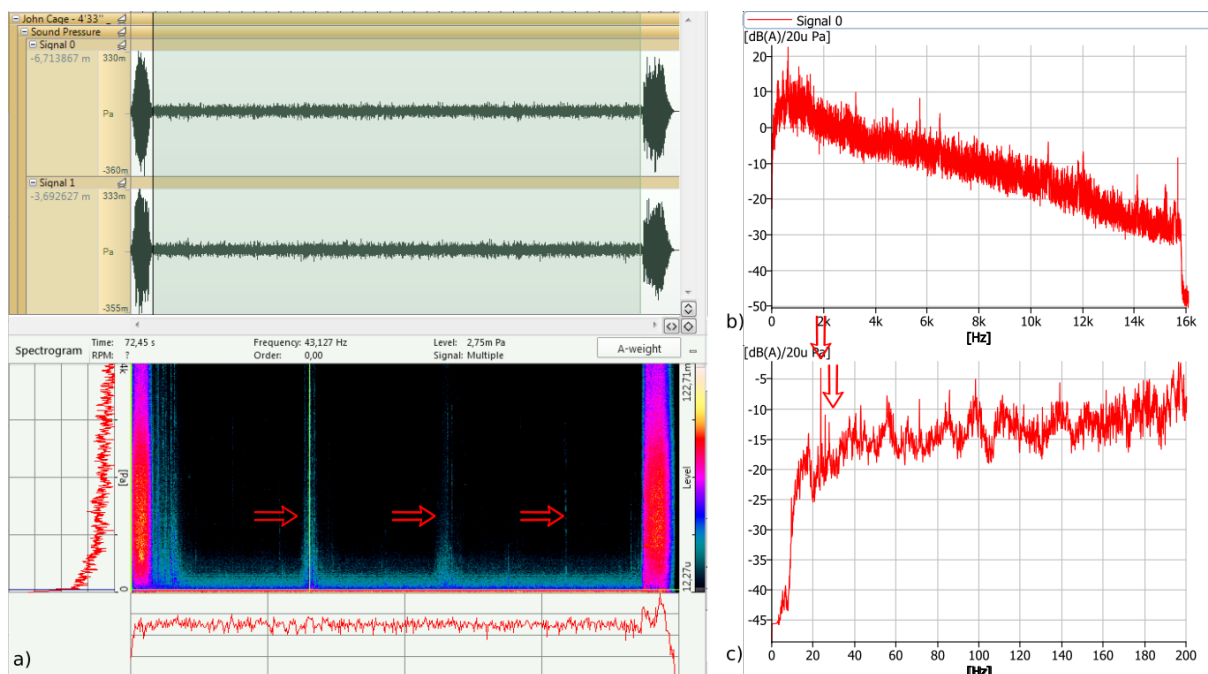 John Cage - 4'33'' _
Sound Pressure
Signal 0
-6,713867 m
330m
Pa
-360m
Signal 1
-3,692627 m
333m
Pa
-355m
Spectrogram
Time: 72,45 s
Frequency: 43,127 Hz
Level: 2,75m Pa
A-weight
RPM: ?
Order: 0,00
Signal: Multiple
4k
[Pa]
0
122,71m
Level
12,27u
a)
Signal 0
[dB(A)/20u Pa]
20
10
0
-10
-20
-30
-40
-50
0 2k 4k 6k 8k 10k 12k 14k 16k
[Hz]
b)
[dB(A)/20u Pa]
-5
-10
-15
-20
-25
-30
-35
-40
-45
0 20 40 60 80 100 120 140 160 180 200
[Hz]
c)